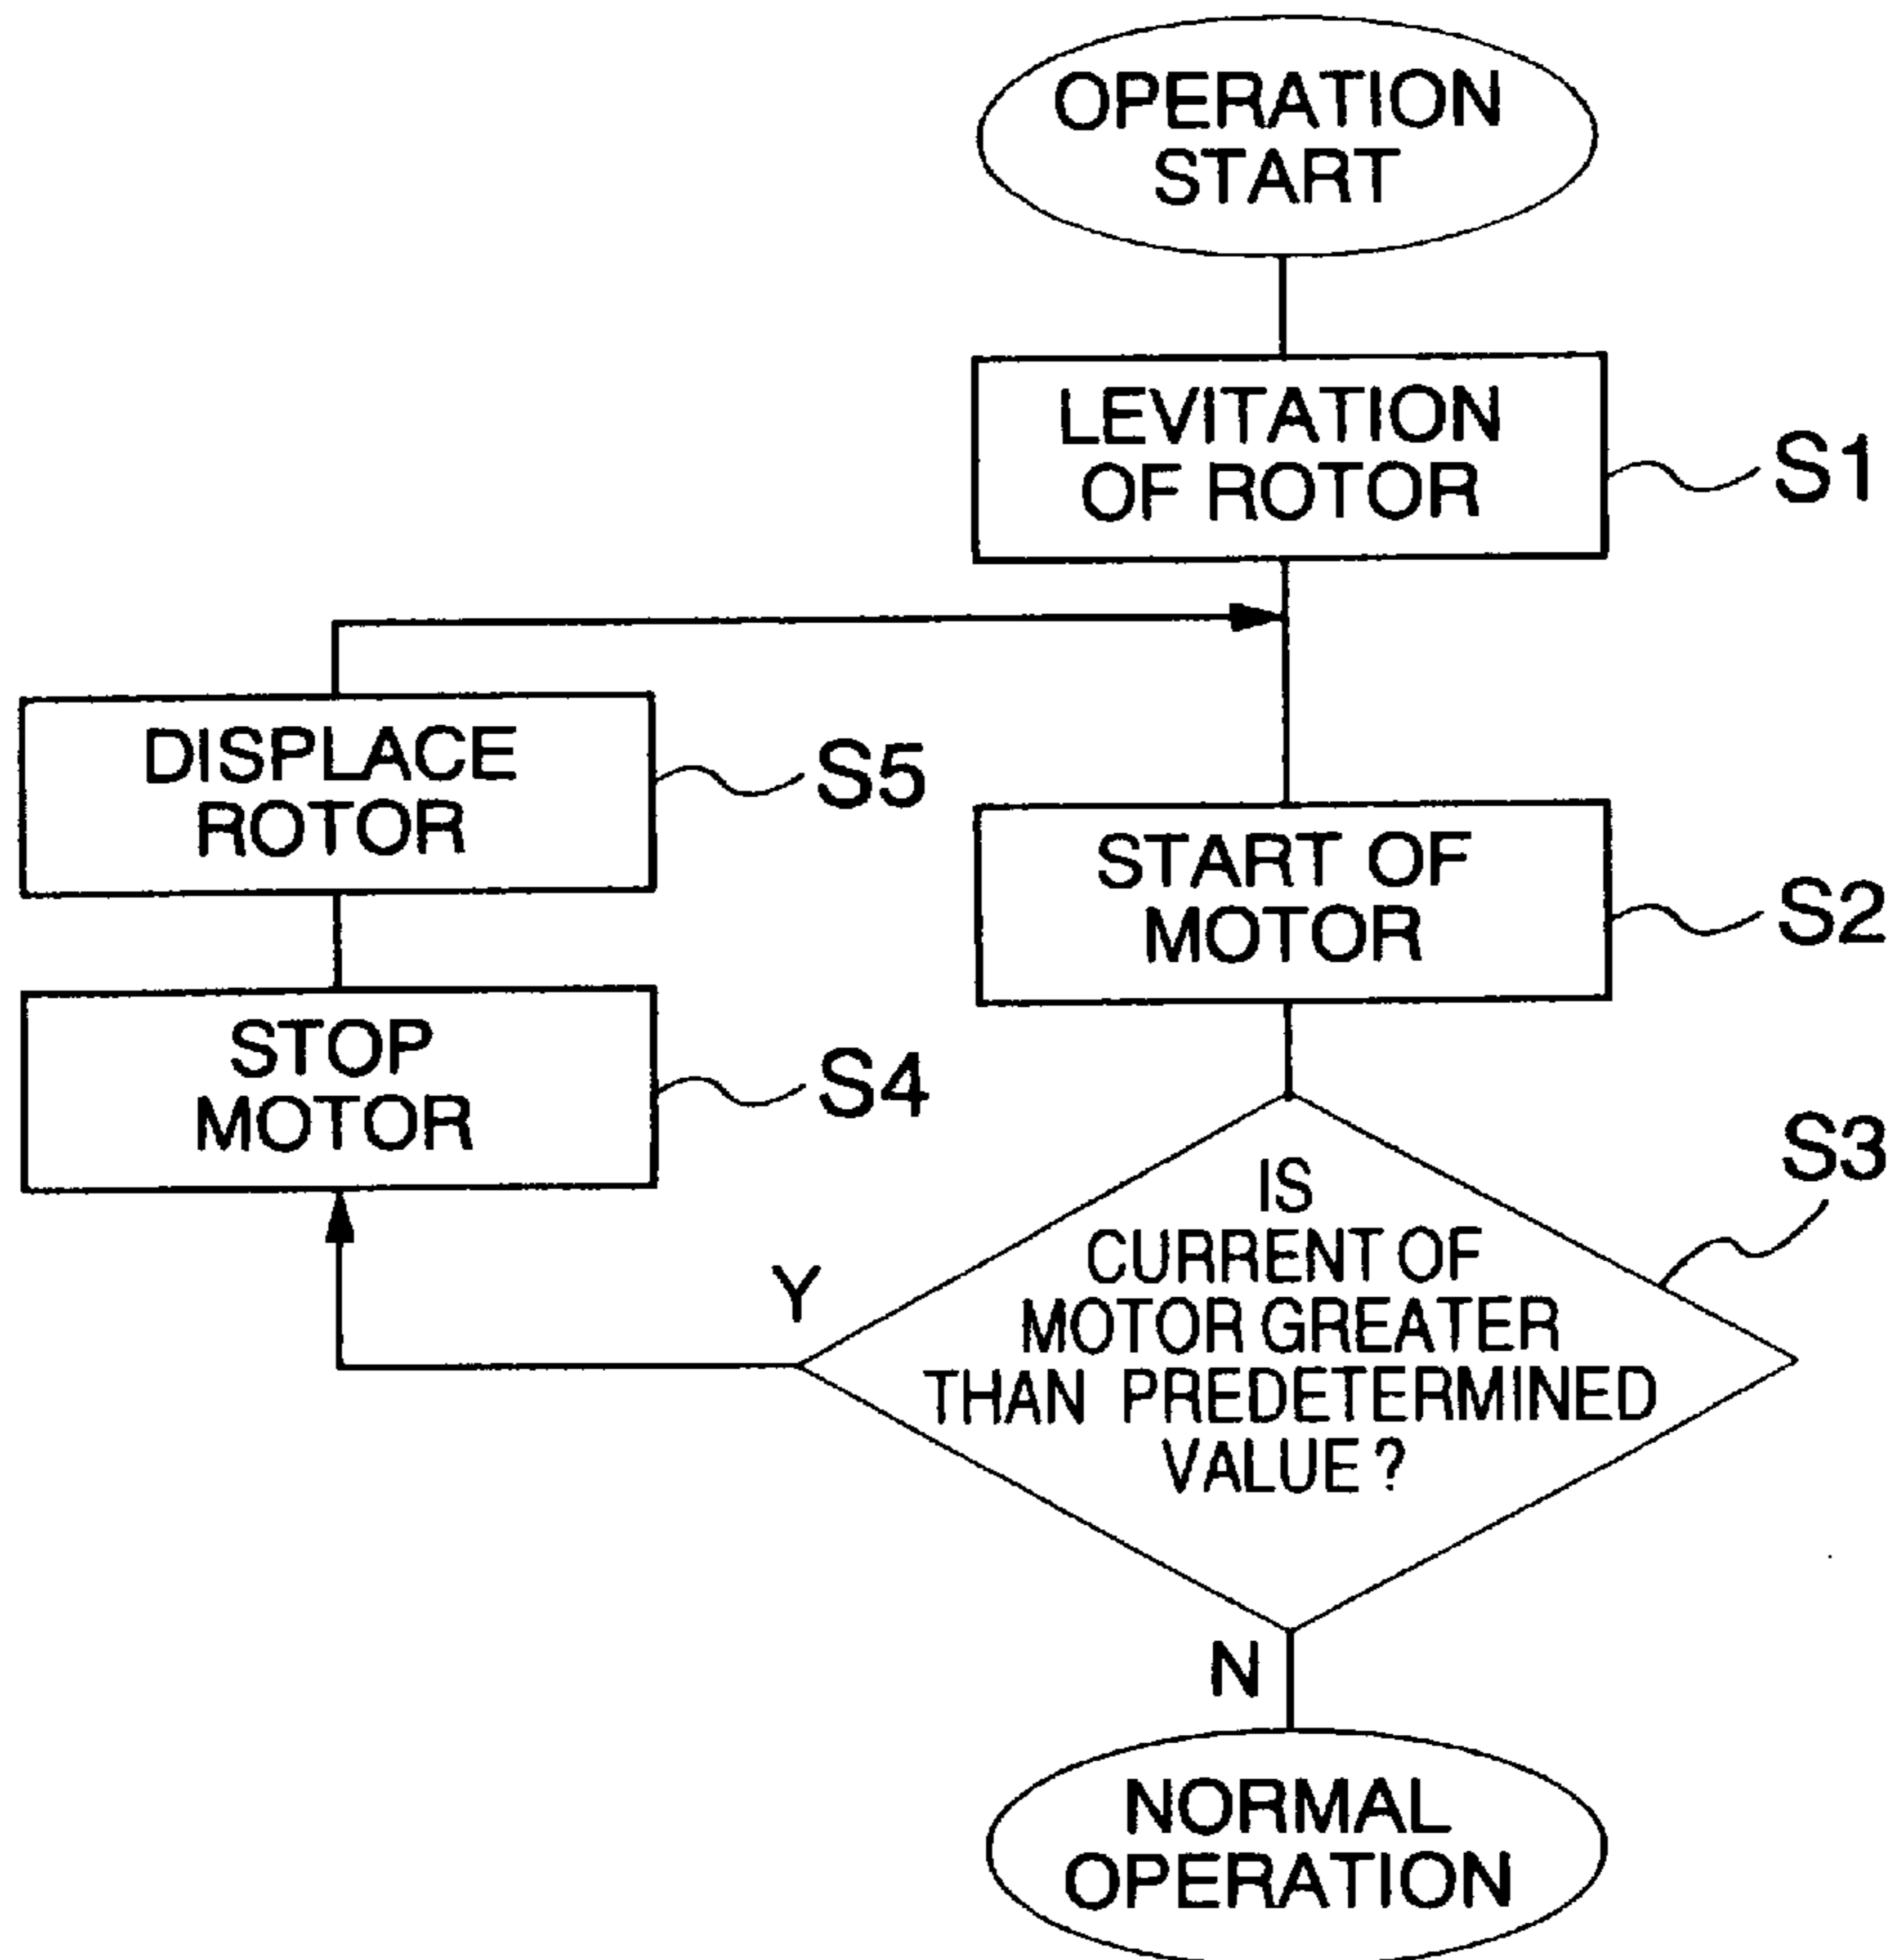 OPERATION
START
LEVITATION
OF ROTOR
S1
DISPLACE
ROTOR
S5
START OF
MOTOR
S2
STOP
MOTOR
S4
S3
IS
CURRENT OF
MOTOR GREATER
THAN PREDETERMINED
VALUE ?
Y
N
NORMAL
OPERATION